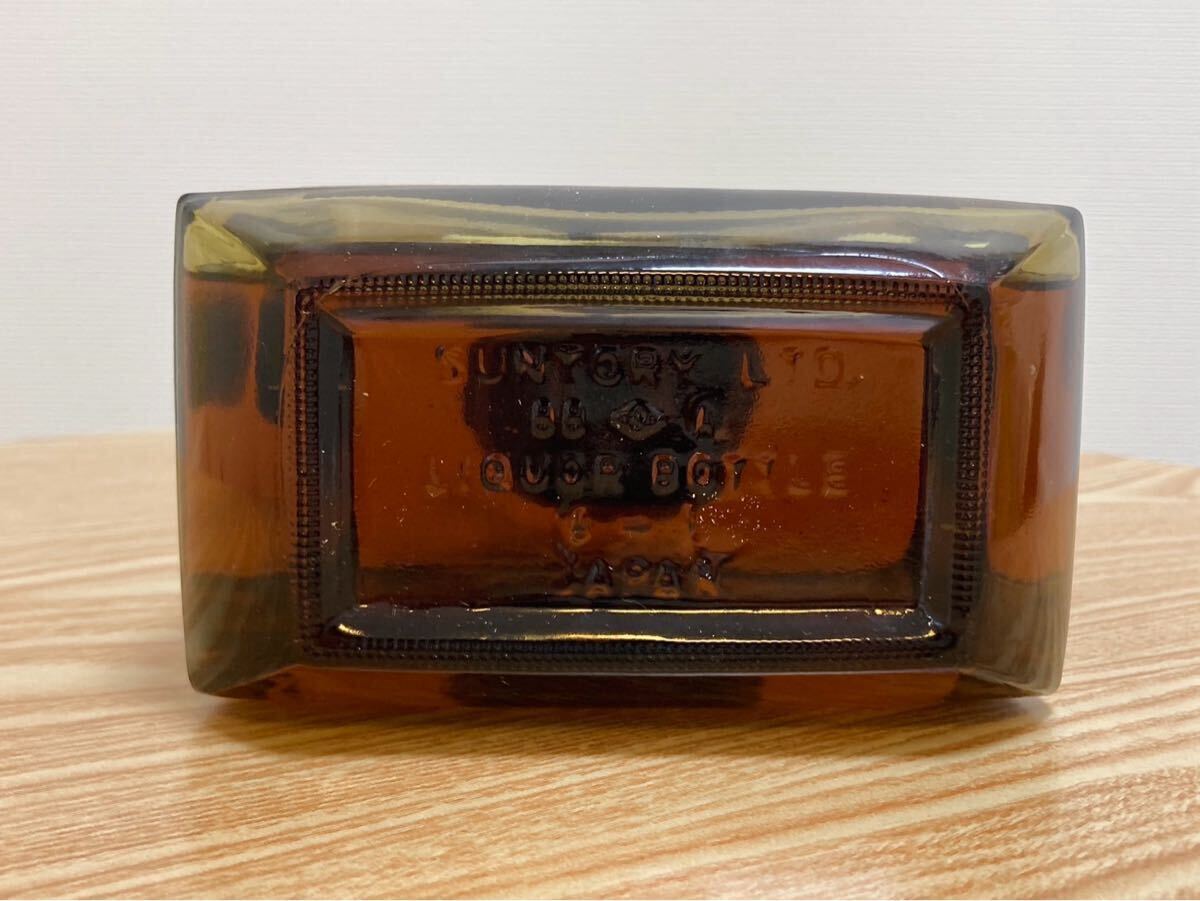 SUNTORY LTD.
LIQUOR BOTTLE
JAPAN